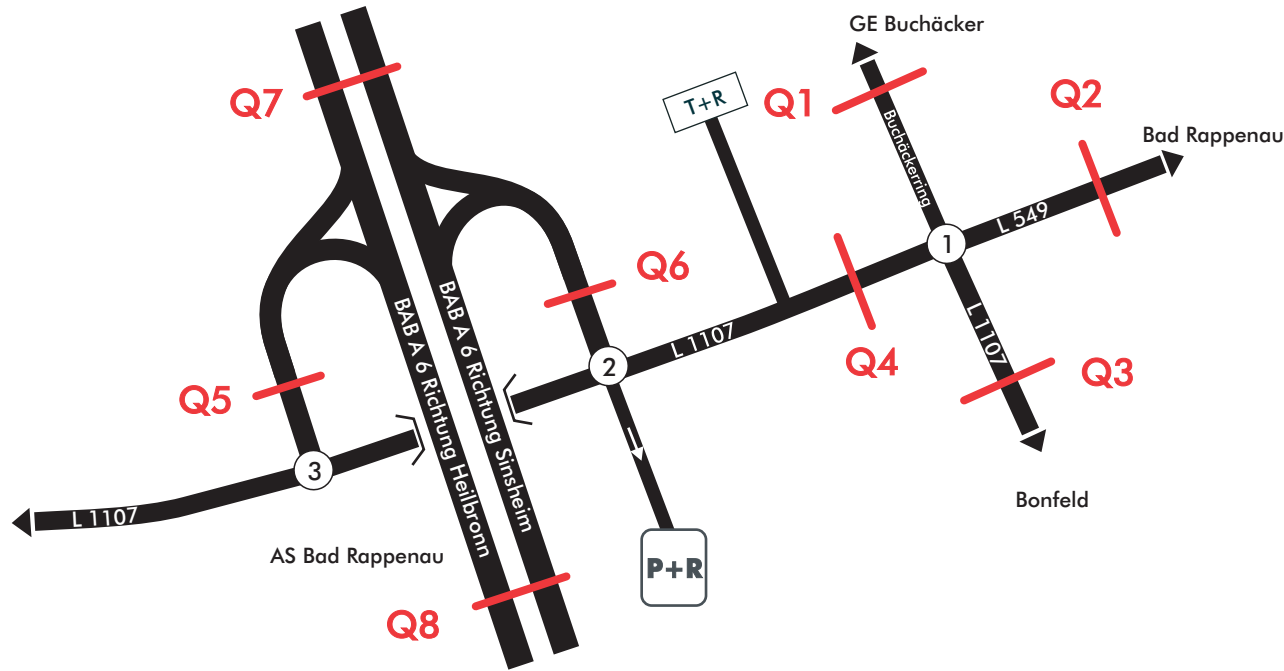 GE Buchäcker
Q7
T+R
Q1
Q2
Buchäckerring
Bad Rappenau
L 549
1
Q6
BAB A 6 Richtung Heilbronn
BAB A 6 Richtung Sinsheim
L 1107
L 1107
2
Q4
Q3
Q5
3
Bonfeld
L 1107
AS Bad Rappenau
P+R
Q8